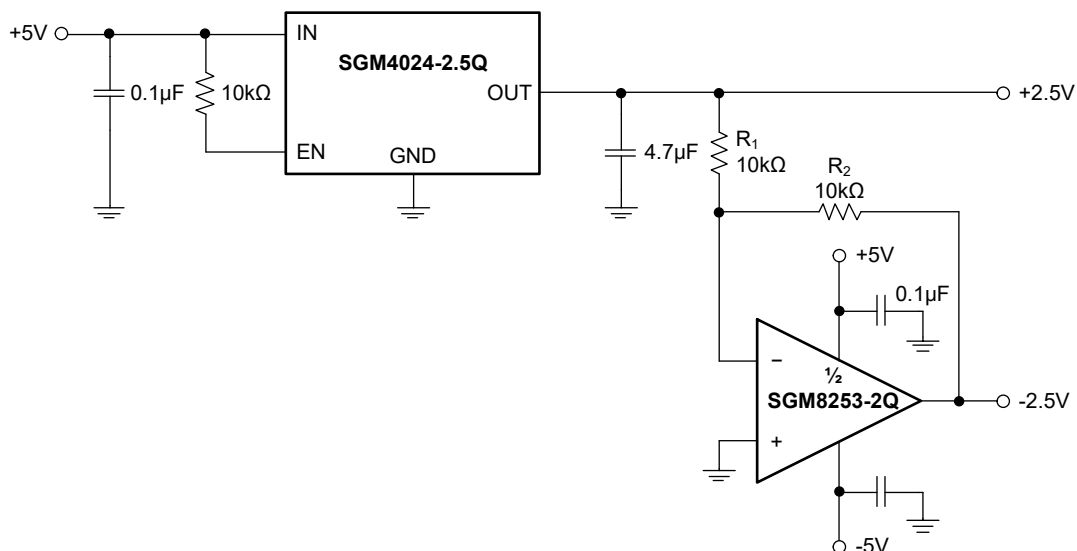 +5V
IN
SGM4024-2.5Q
0.1µF
10kΩ
OUT
+2.5V
EN
GND
4.7µF
R1
10kΩ
R2
10kΩ
+5V
0.1µF
−
½
SGM8253-2Q
-2.5V
+
-5V